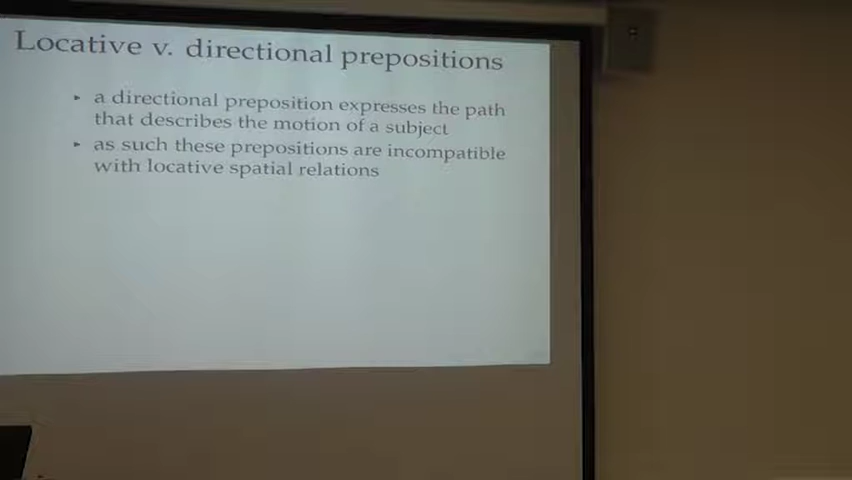 Locative v. directional prepositions
▸ a directional preposition expresses the path
that describes the motion of a subject
▸ as such these prepositions are incompatible
with locative spatial relations